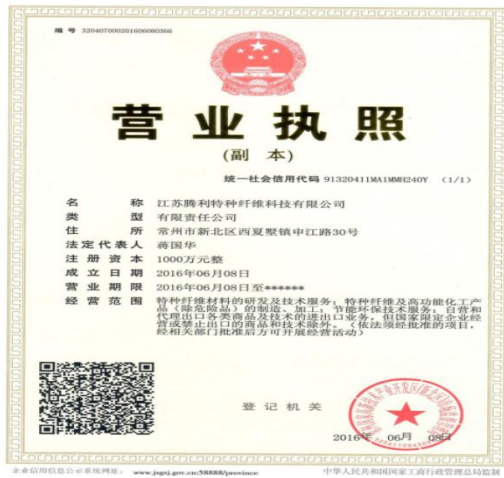 编 号 320407000201606080366
营业执照
(副 本)
统一社会信用代码 91320411MA1MMH240Y (1/1)
名 称 江苏腾利特种纤维科技有限公司
类 型 有限责任公司
住 所 常州市新北区西夏墅镇申江路30号
法定代表人 蒋国华
注册资本 1000万元整
成立日期 2016年06月08日
营业期限 2016年06月08日至******
经营范围 特种纤维材料的研发及技术服务；特种纤维及高功能化工产
品（除危险品）的制造、加工；节能环保技术服务；自营和
代理出口各类商品及技术的进出口业务，但国家限定企业经
营或禁止出口的商品和技术除外。（依法须经批准的项目，
经相关部门批准后方可开展经营活动）
登记机关
2016年 06月 08日
企业信用信息公示系统网址： www.jsgsj.gov.cn:58888/province
中华人民共和国国家工商行政管理总局监制